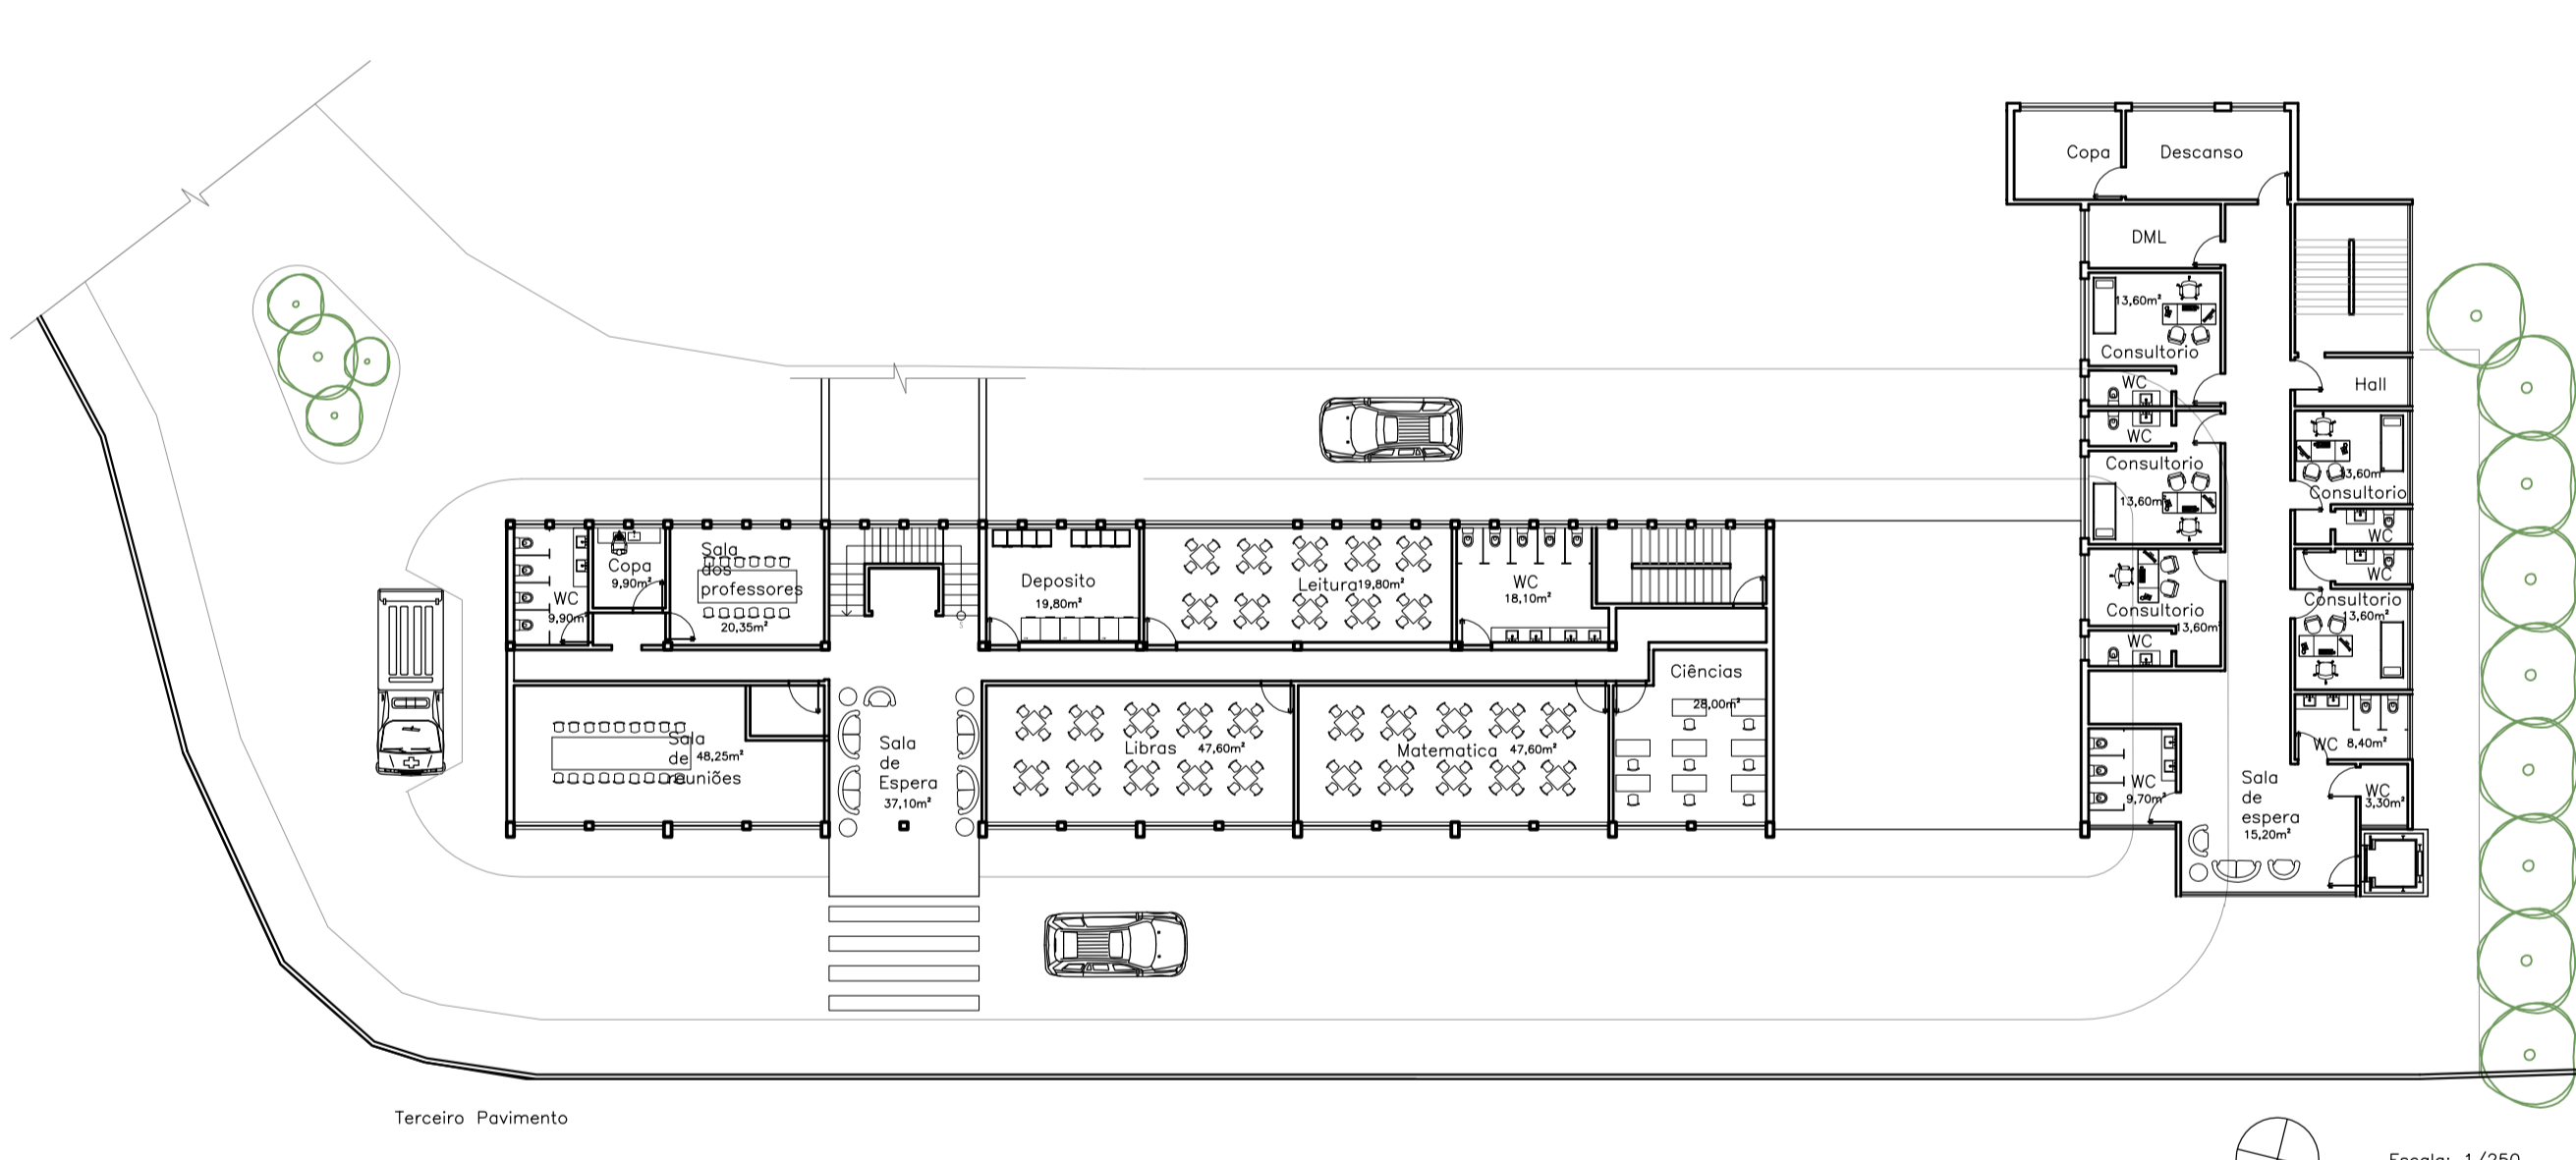 Copa
Descanso
DML
13,60m²
Consultorio
WC
Hall
WC
Consultorio
13,60m²
3,60m²
Consultorio
WC
WC
Consultorio
13,60m²
Consultorio
13,60m²
WC
Sala
dos
professores
20,35m²
Copa
9,90m²
WC
9,90m²
Deposito
19,80m²
Leitura 19,80m²
WC
18,10m²
Ciências
28,00m²
Sala
de
reuniões
48,25m²
Sala
de
Espera
37,10m²
Libras 47,60m²
Matematica 47,60m²
WC 8,40m²
WC
9,70m²
Sala
de
espera
15,20m²
WC
3,30m²
Terceiro Pavimento
Escala: 1/250